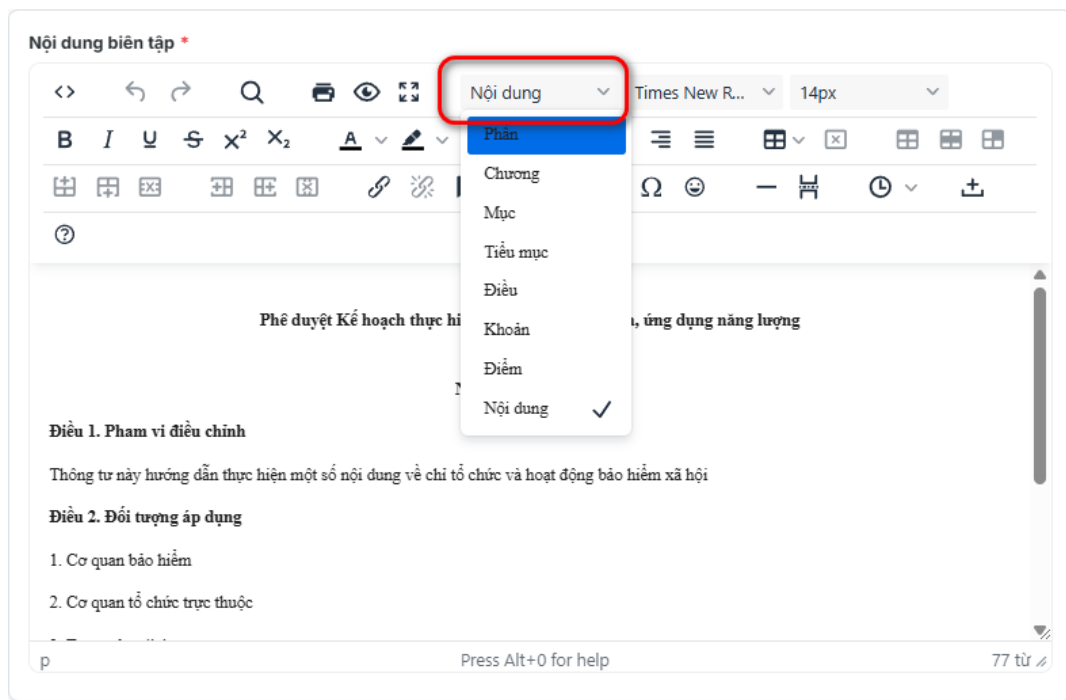 Nội dung biên tập *
Nội dung Times New R... 14px
B I U S X² X₂ A Ω
Phần
Chương
Mục
Tiểu mục
Điều
Khoản
Điểm
Nội dung
Phê duyệt Kế hoạch thực hi , ứng dụng năng lượng
Điều 1. Pham vi điều chỉnh
Thông tư này hướng dẫn thực hiện một số nội dung về chi tổ chức và hoạt động bảo hiểm xã hội
Điều 2. Đối tượng áp dụng
1. Cơ quan bảo hiểm
2. Cơ quan tổ chức trực thuộc
p Press Alt+0 for help 77 từ